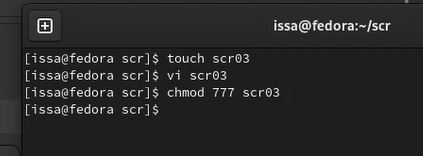 issa@fedora:~/scr
[issa@fedora scr]$ touch scr03
[issa@fedora scr]$ vi scr03
[issa@fedora scr]$ chmod 777 scr03
[issa@fedora scr]$